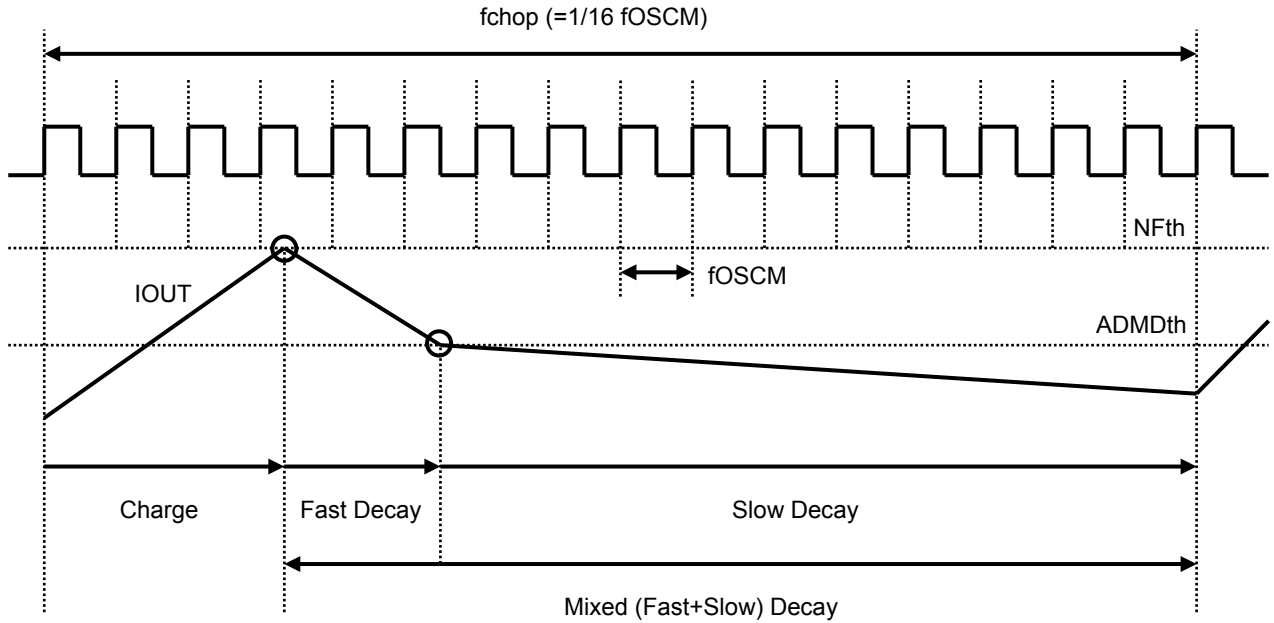 fchop (=1/16 fOSCM)
NFth
fOSCM
IOUT
ADMDth
Charge
Fast Decay
Slow Decay
Mixed (Fast+Slow) Decay